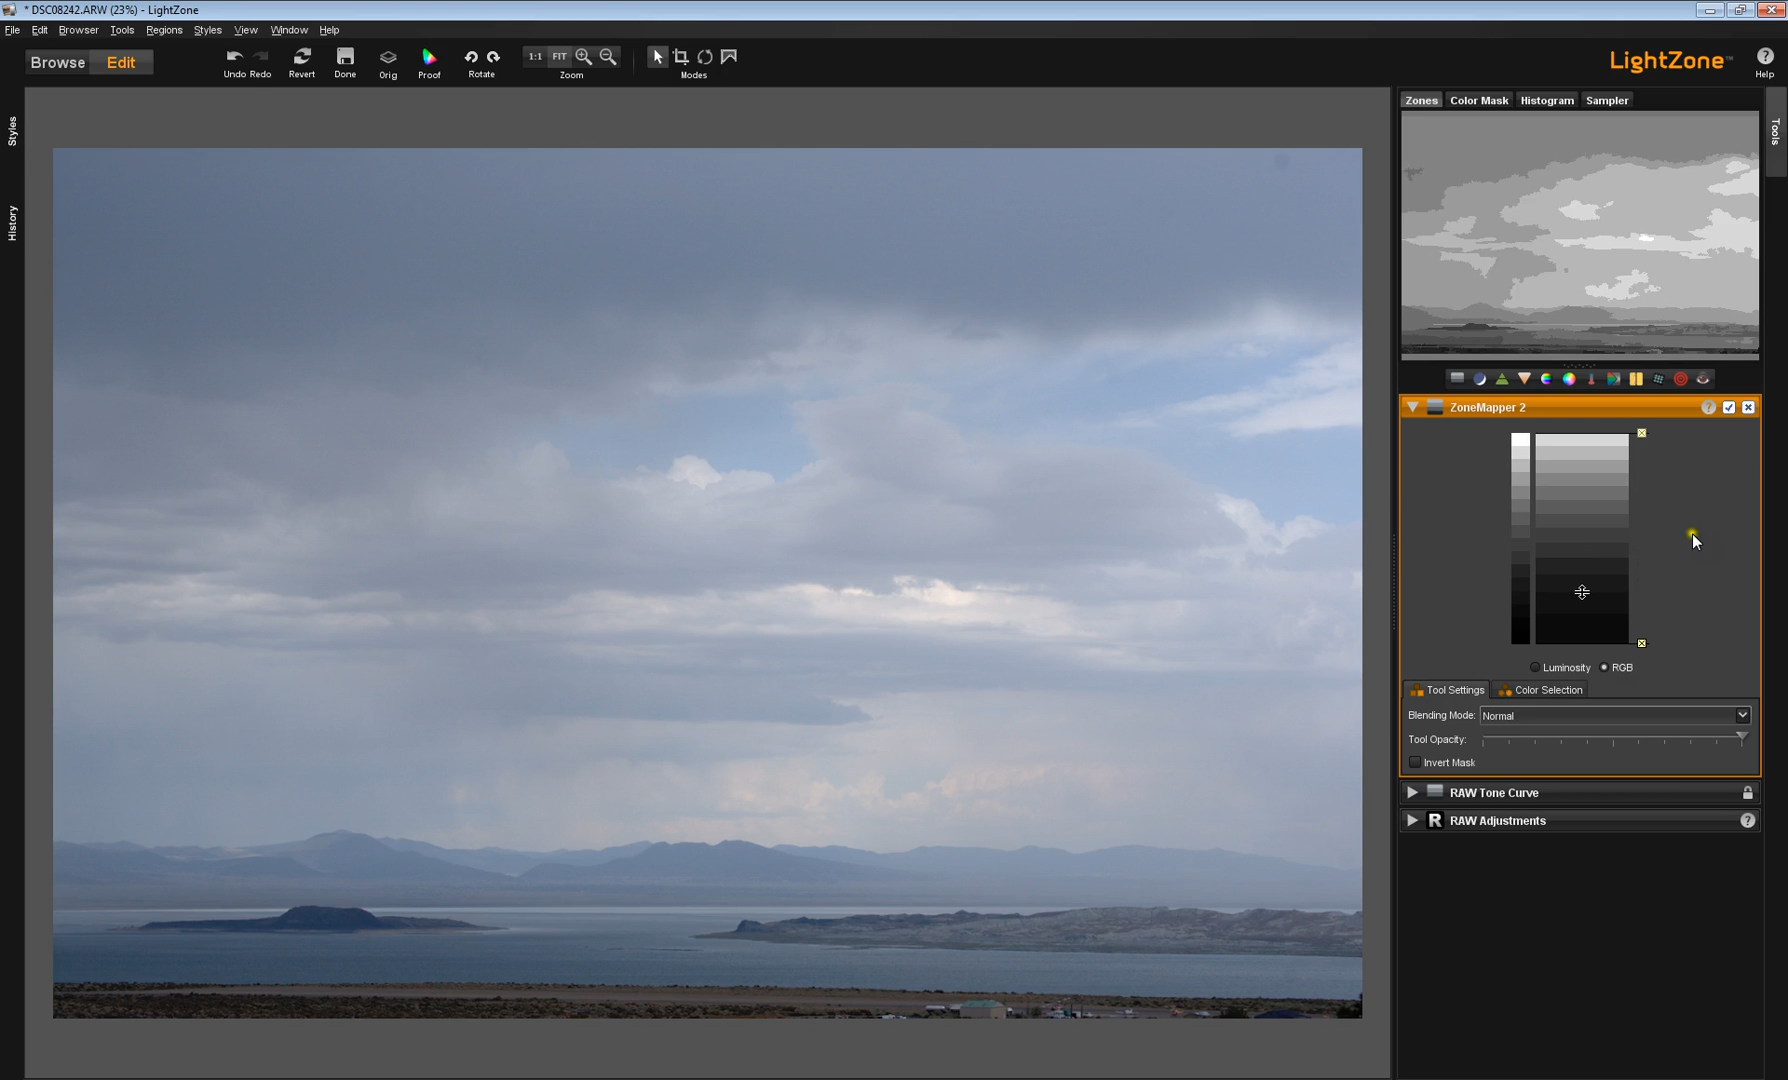 * DSC08242.ARW (23%) - LightZone
File Edit Browser Tools Regions Styles View Window Help
Browse Edit
Undo Redo Revert Done Orig Proof Rotate
1:1 FIT
Zoom
Modes
LightZone™
? Help
Styles
History
Tools
Zones Color Mask Histogram Sampler
ZoneMapper 2 ?
Luminosity RGB
Tool Settings Color Selection
Blending Mode: Normal
Tool Opacity:
Invert Mask
RAW Tone Curve
R RAW Adjustments ?